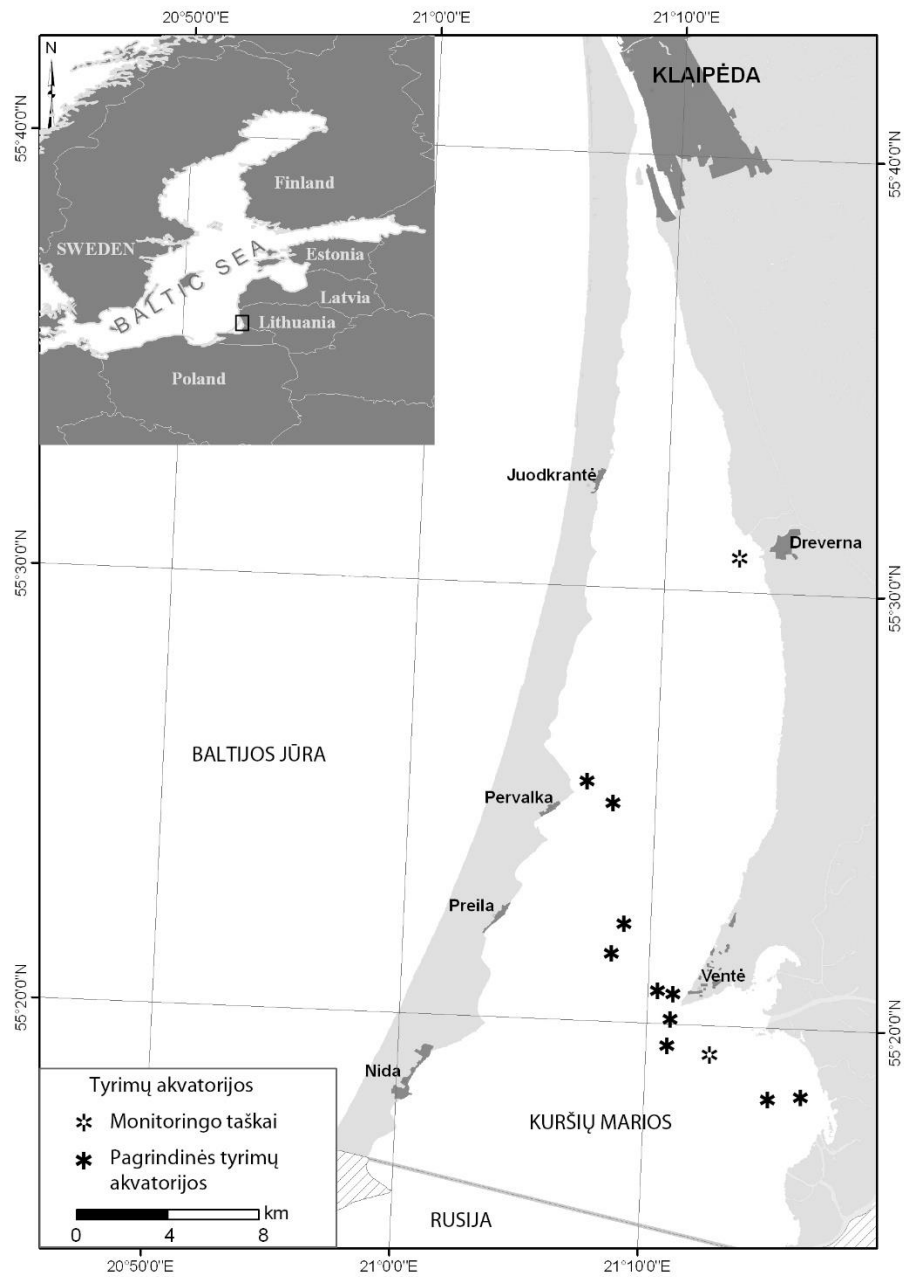 20°50'0"E
21°0'0"E
21°10'0"E
N
KLAIPĖDA
55°40'0"N
55°40'0"N
Finland
SWEDEN
Estonia
BALTIC SEA
Latvia
Lithuania
Poland
Juodkrantė
Dreverna
55°30'0"N
55°30'0"N
BALTIJOS JŪRA
Pervalka
Preila
Ventė
55°20'0"N
55°20'0"N
Nida
KURŠIŲ MARIOS
RUSIJA
Tyrimų akvatorijos
Monitoringo taškai
Pagrindinės tyrimų
akvatorijos
km
0 4 8
20°50'0"E
21°0'0"E
21°10'0"E